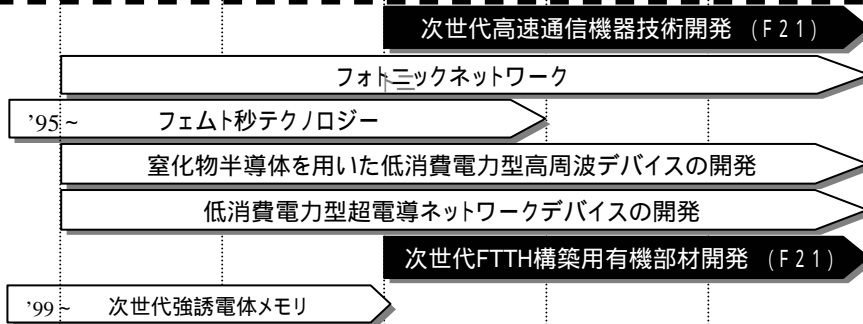 次世代高速通信機器技術開発 （F21）
フォトニックネットワーク
’95~ フェムト秒テクノロジー
窒化物半導体を用いた低消費電力型高周波デバイスの開発
低消費電力型超電導ネットワークデバイスの開発
次世代FTTH構築用有機部材開発 （F21）
’99~ 次世代強誘電体メモリ